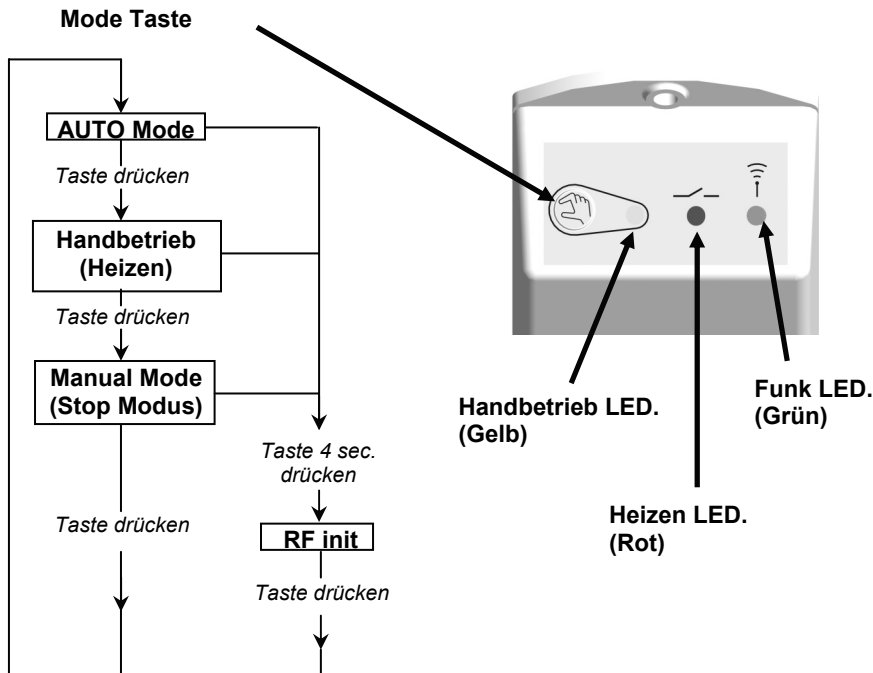 Mode Taste
AUTO Mode
Taste drücken
Handbetrieb
(Heizen)
Taste drücken
Manual Mode
(Stop Modus)
Taste drücken
Taste 4 sec.
drücken
RF init
Taste drücken
Handbetrieb LED.
(Gelb)
Funk LED.
(Grün)
Heizen LED.
(Rot)